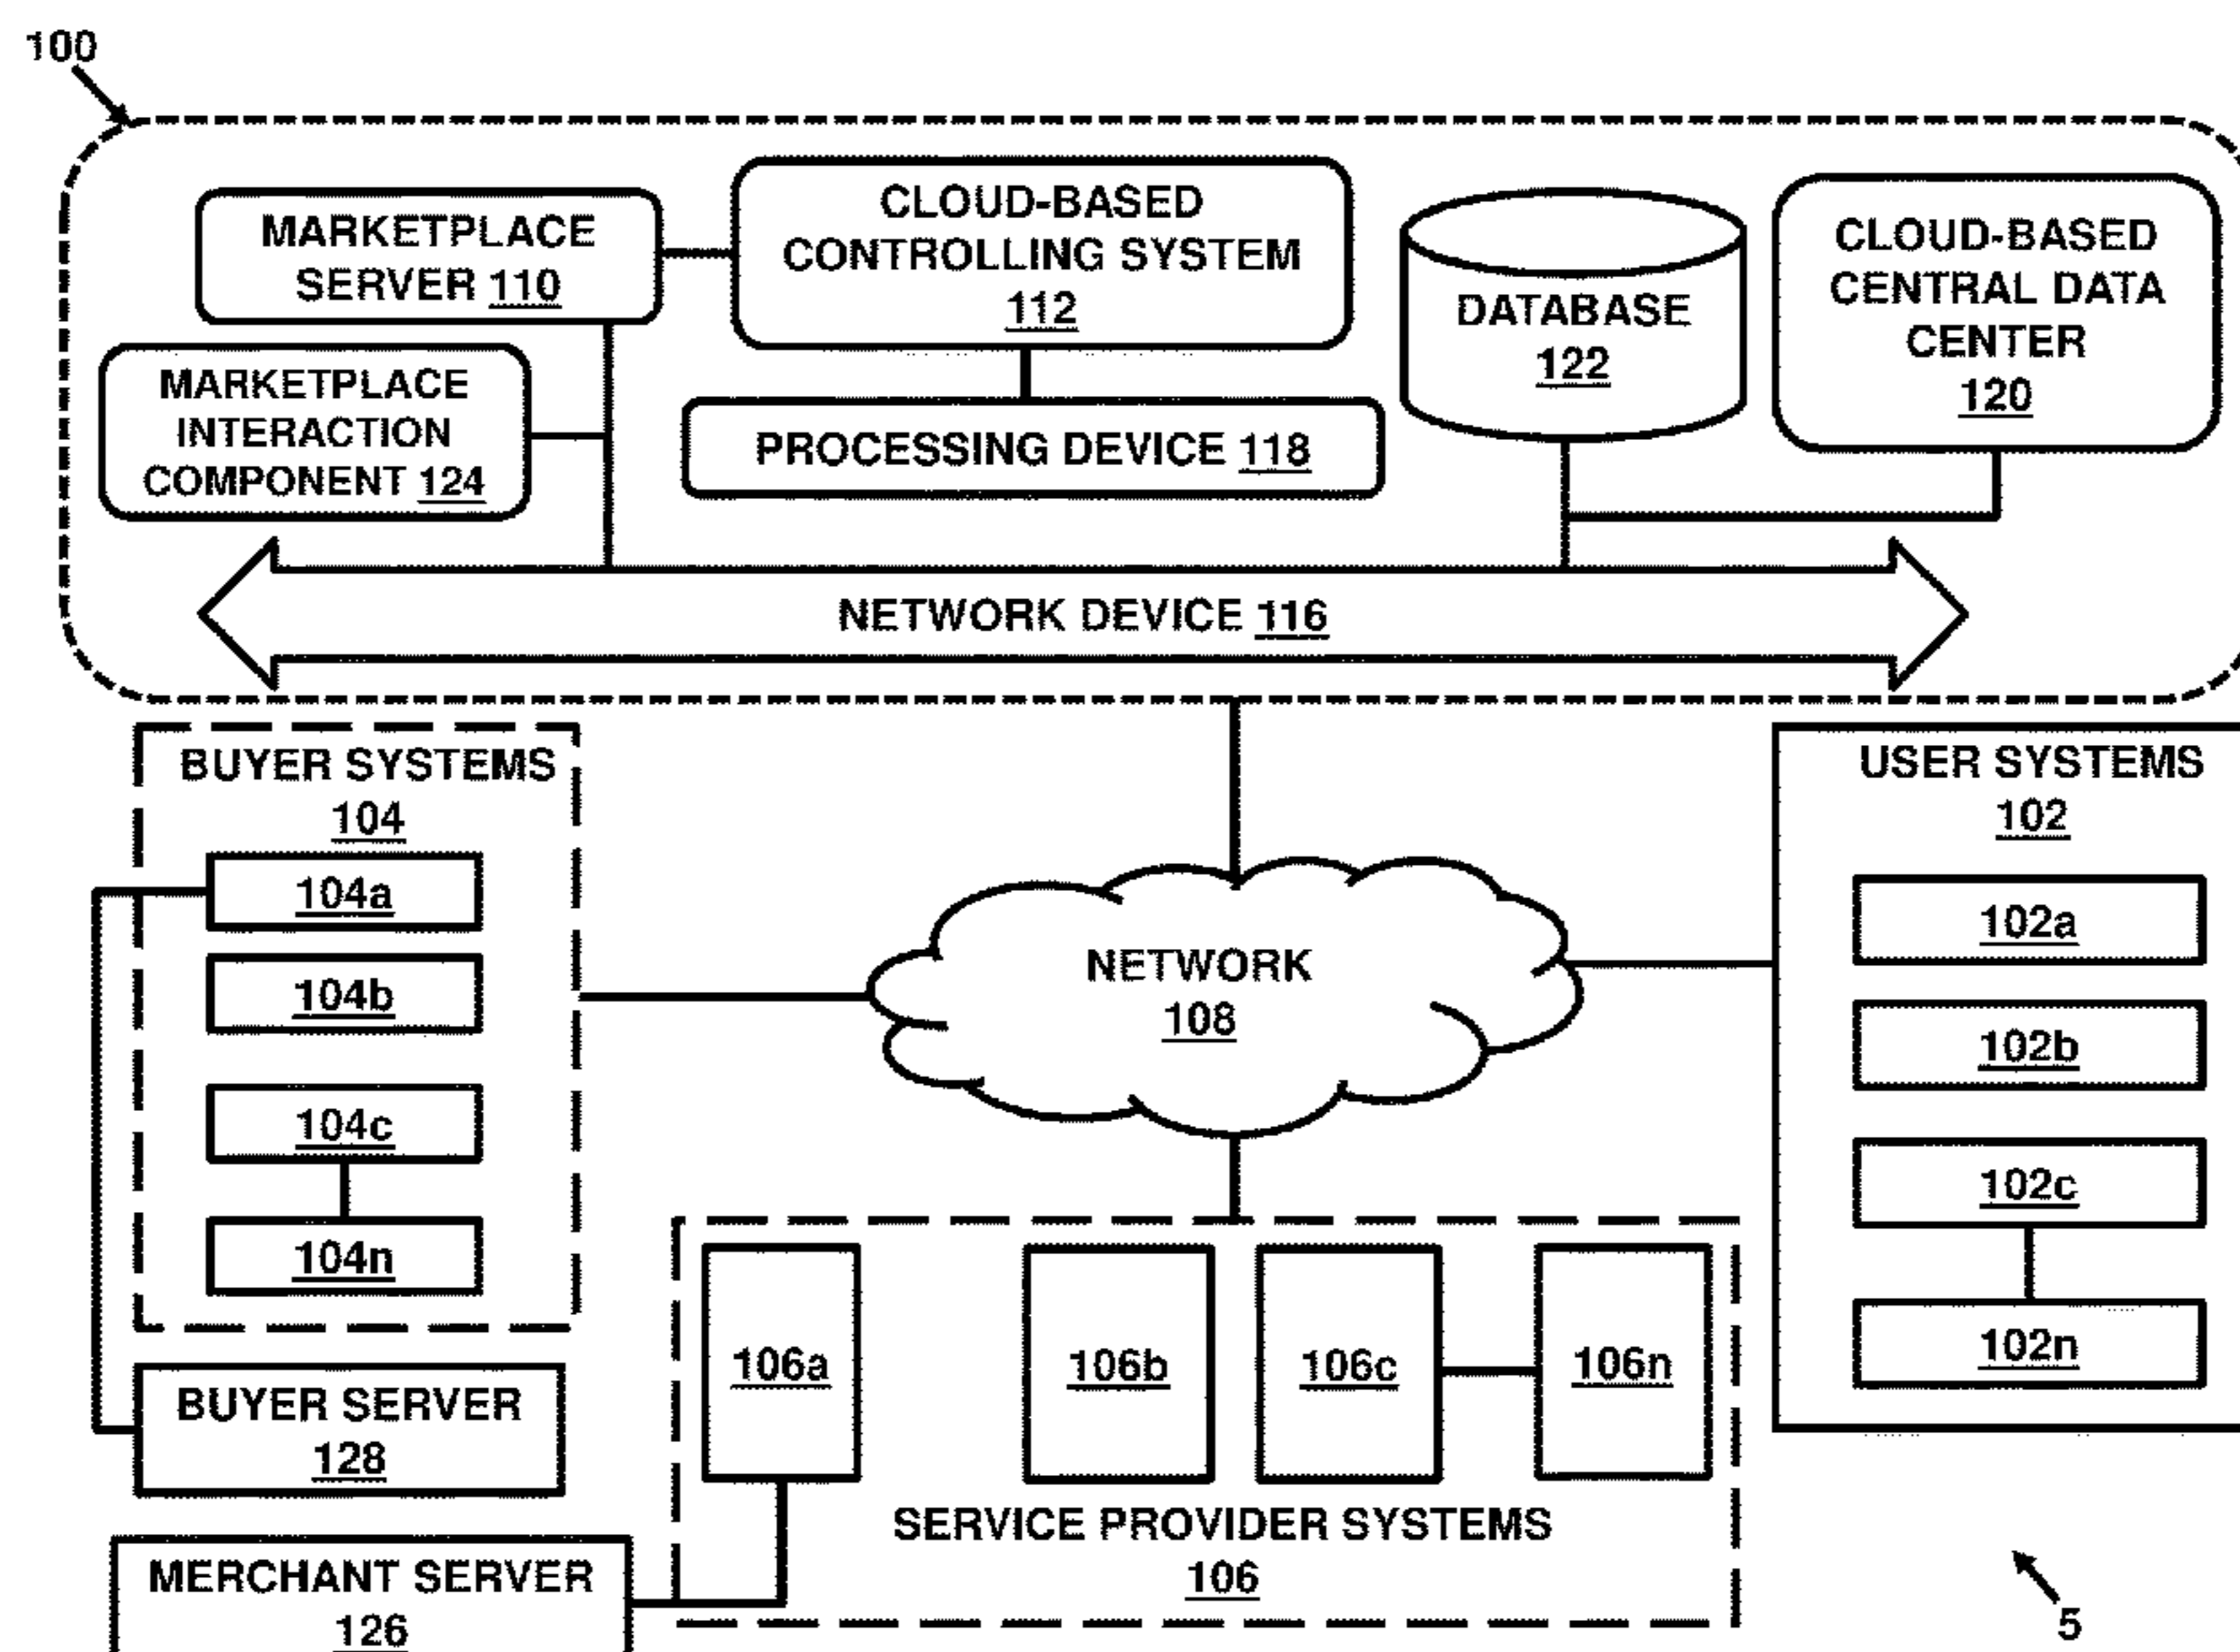 100
MARKETPLACE
SERVER 110
CLOUD-BASED
CONTROLLING SYSTEM
112
DATABASE
122
CLOUD-BASED
CENTRAL DATA
CENTER
120
MARKETPLACE
INTERACTION
COMPONENT 124
PROCESSING DEVICE 118
NETWORK DEVICE 116
BUYER SYSTEMS
104
104a
104b
104c
104n
NETWORK
108
USER SYSTEMS
102
102a
102b
102c
102n
BUYER SERVER
128
106a
106b
106c
106n
SERVICE PROVIDER SYSTEMS
106
MERCHANT SERVER
126
5